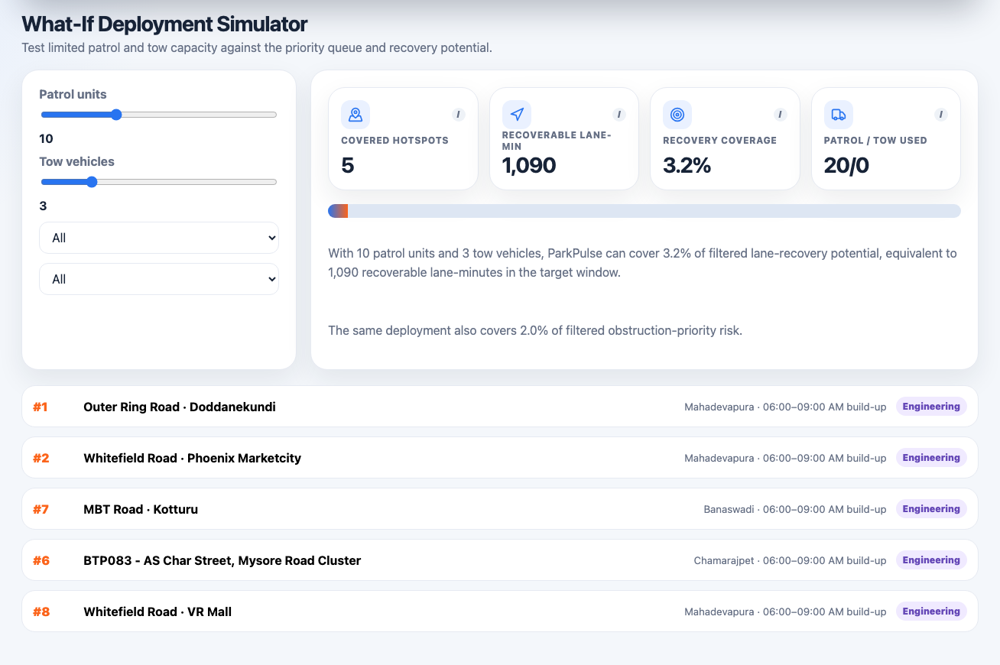 What-If Deployment Simulator
Test limited patrol and tow capacity against the priority queue and recovery potential.
Patrol units
10
Tow vehicles
3
All
All
i
COVERED HOTSPOTS
5
i
RECOVERABLE LANE-
MIN
1,090
i
RECOVERY COVERAGE
3.2%
i
PATROL / TOW USED
20/0
With 10 patrol units and 3 tow vehicles, ParkPulse can cover 3.2% of filtered lane-recovery potential, equivalent to
1,090 recoverable lane-minutes in the target window.
The same deployment also covers 2.0% of filtered obstruction-priority risk.
#1 Outer Ring Road · Doddanekundi Mahadevapura · 06:00–09:00 AM build-up Engineering
#2 Whitefield Road · Phoenix Marketcity Mahadevapura · 06:00–09:00 AM build-up Engineering
#7 MBT Road · Kotturu Banaswadi · 06:00–09:00 AM build-up Engineering
#6 BTP083 - AS Char Street, Mysore Road Cluster Chamarajpet · 06:00–09:00 AM build-up Engineering
#8 Whitefield Road · VR Mall Mahadevapura · 06:00–09:00 AM build-up Engineering